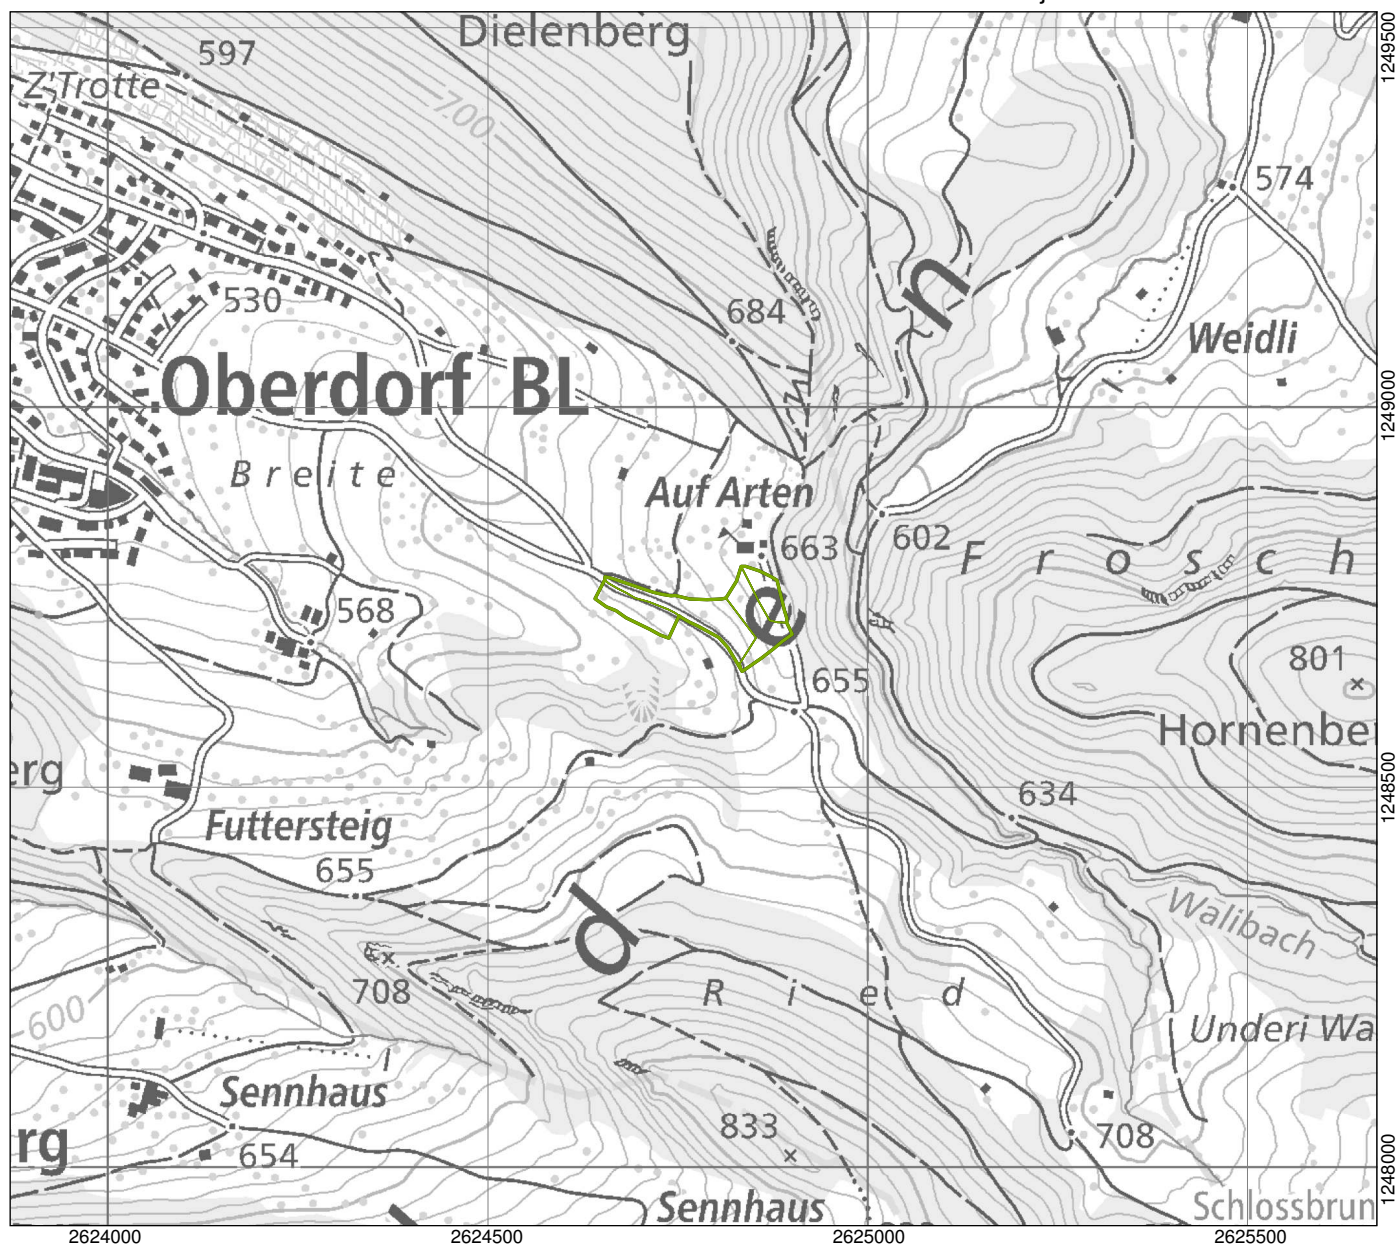 Dielenberg
597
Z'Trotte
700
574
530
684
n
Weidli
Oberdorf BL
Breite
Auf Arten
663
602
Frosch
568
e
655
801
Hornenber
erg
634
Futtersteig
655
Walibach
d
708
Ried
600
Underi Wa
Sennhaus
833
708
rg
654
Sennhaus
Schlossbrun
1249500
1249000
1248500
1248000
2624000
2624500
2625000
2625500